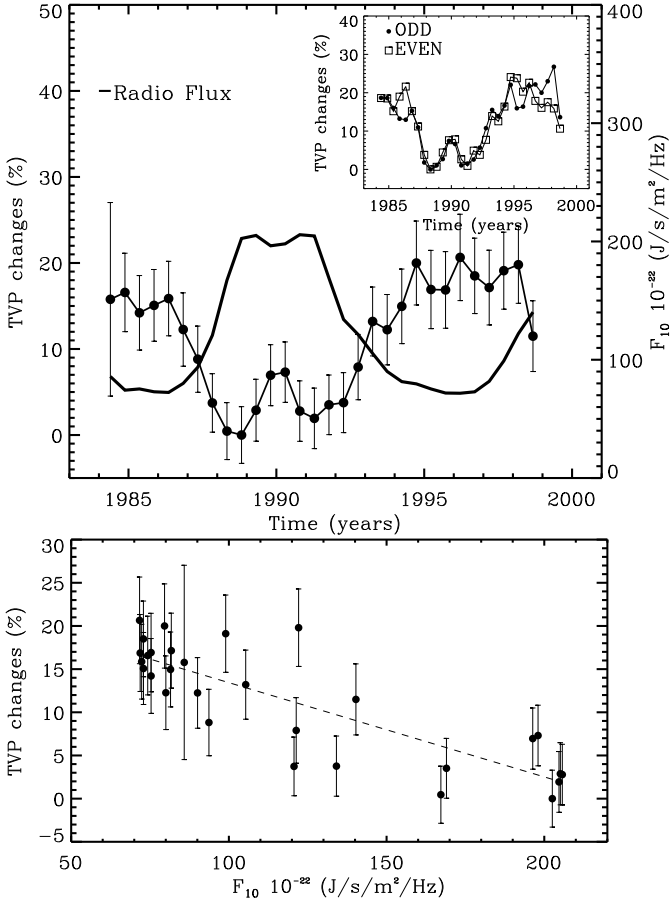 50
40
30
20
10
0
TVP changes (%)
Radio Flux
400
300
200
100
0
F₁₀ 10⁻²² (J/s/m²/Hz)
40
30
20
10
0
TVP changes (%)
ODD
EVEN
1985 1990 1995 2000
Time (years)
1985 1990 1995 2000
Time (years)
30
25
20
15
10
5
0
−5
TVP changes (%)
50 100 150 200
F₁₀ 10⁻²² (J/s/m²/Hz)